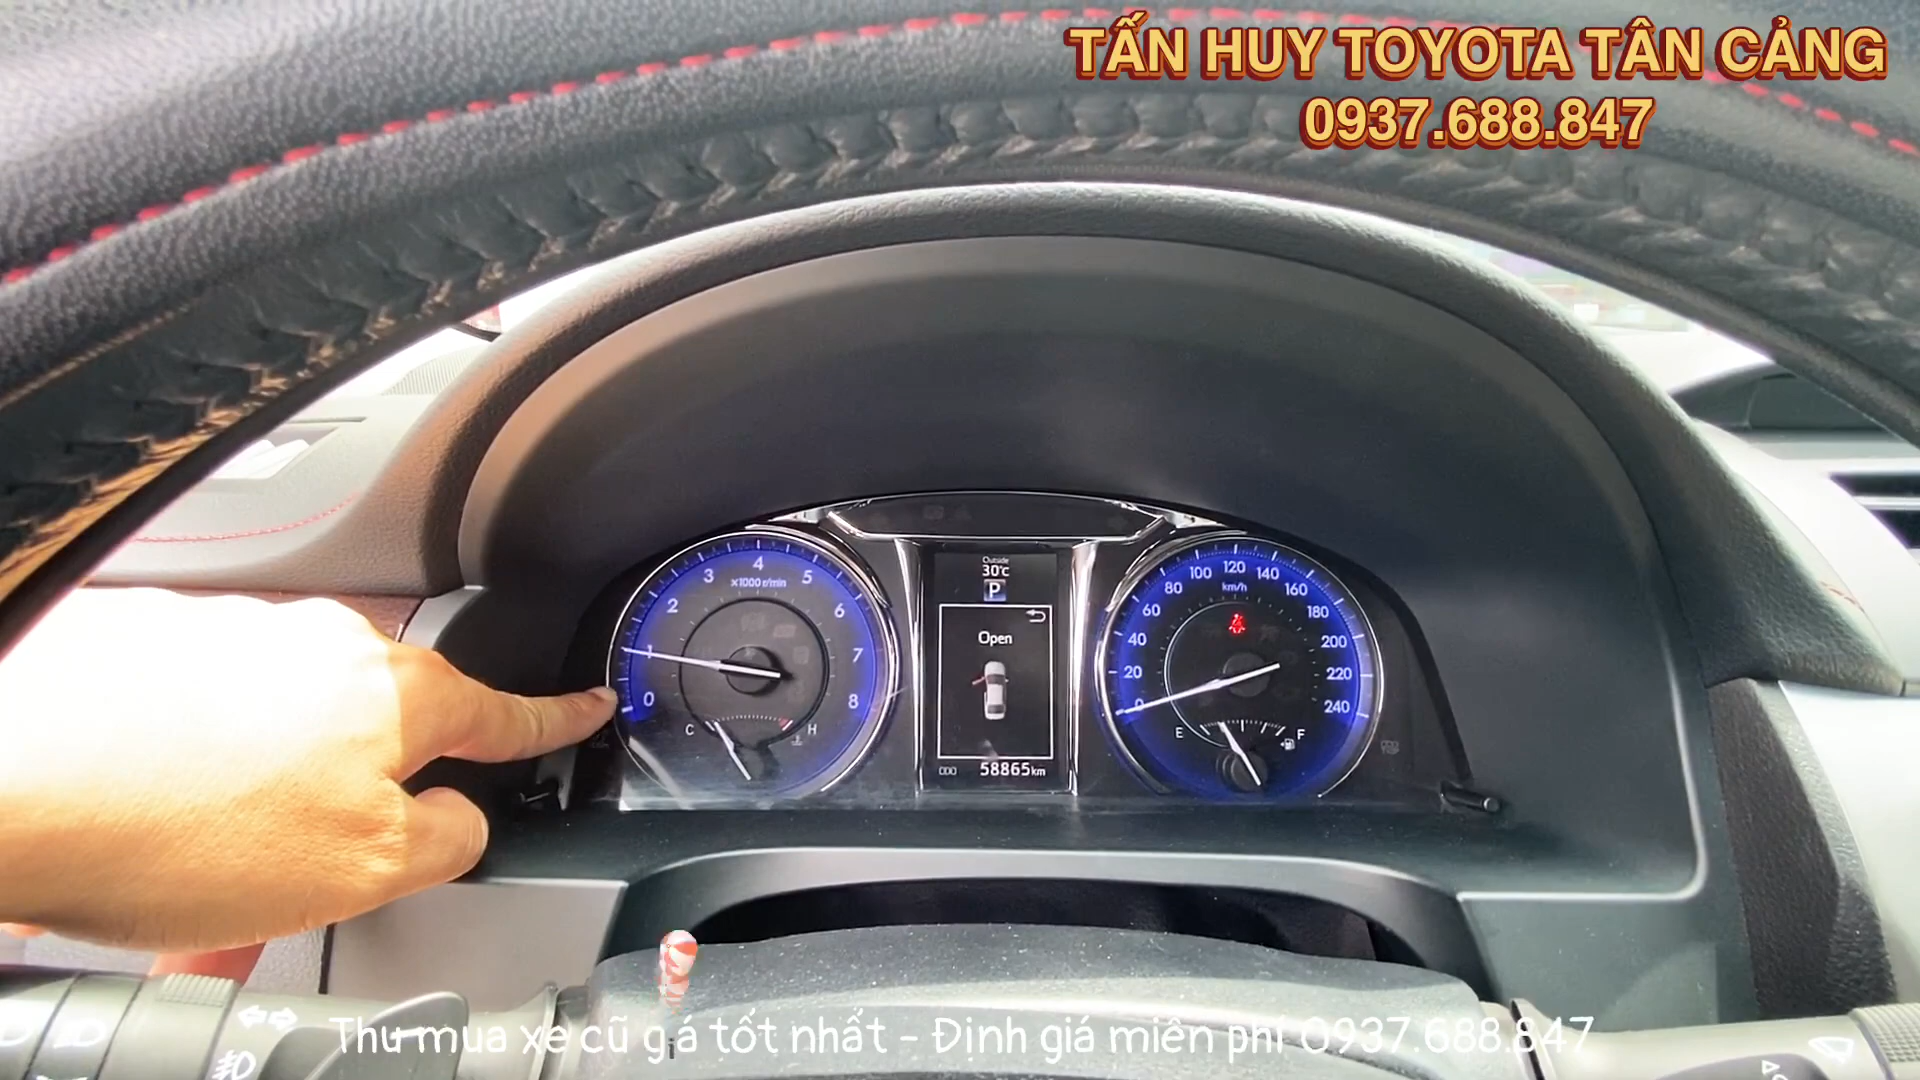 TẤN HUY TOYOTA TÂN CẢNG
0937.688.847
Outside
30℃
P
Open
ODO 58865km
0 1 2 3 4 5 6 7 8
x1000 r/min
C H
0 20 40 60 80 100 120 140 160 180 200 220 240
km/h
E F
Thu mua xe cũ giá tốt nhất - Định giá miễn phí 0937.688.847